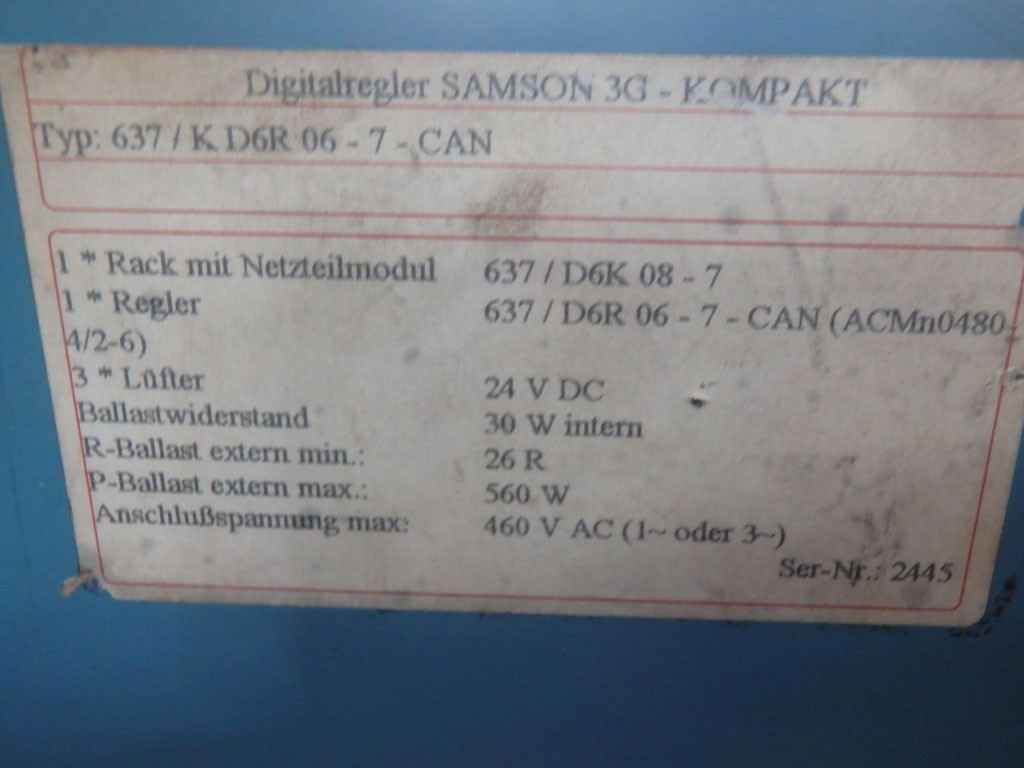 Digitalregler SAMSON 3G - KOMPAKT
Typ: 637 / K D6R 06 - 7 - CAN
1 * Rack mit Netzteilmodul 637 / D6K 08 - 7
1 * Regler 637 / D6R 06 - 7 - CAN (ACMn0480-
4/2-6)
3 * Lüfter 24 V DC
Ballastwiderstand 30 W intern
R-Ballast extern min.: 26 R
P-Ballast extern max.: 560 W
Anschlußspannung max: 460 V AC (1~ oder 3~)
Ser-Nr.: 2445